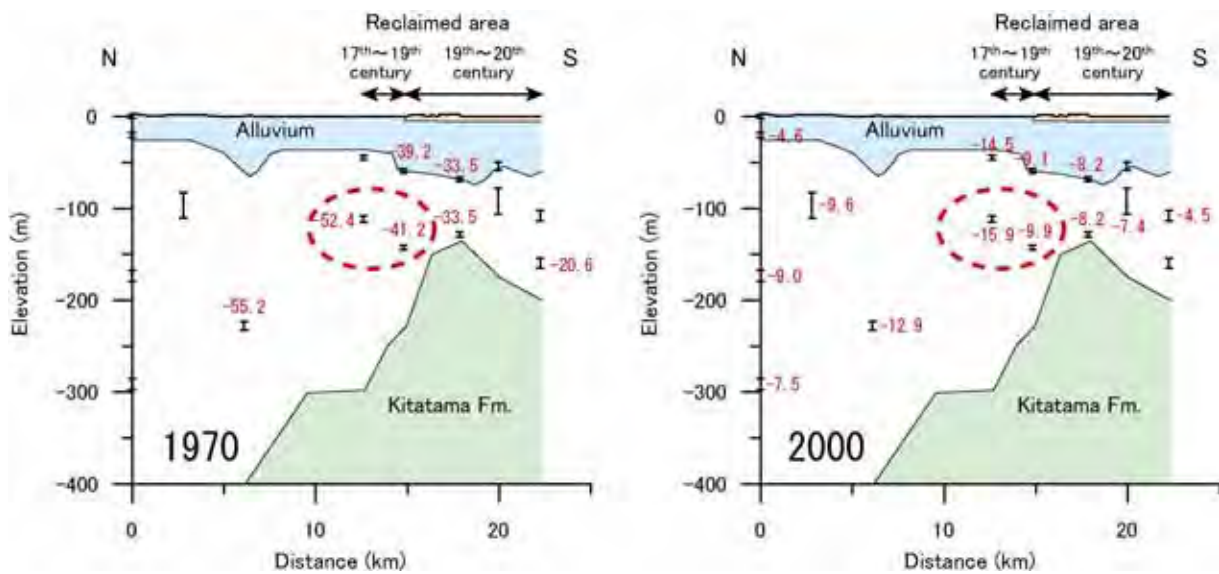 Reclaimed area
17th～19th century
19th～20th century
N
S
Alluvium
-39.2
-33.5
-52.4
-41.2
-33.5
-20.6
-55.2
Kitatama Fm.
1970
0
-100
-200
-300
-400
Elevation (m)
0
10
20
Distance (km)
Reclaimed area
17th～19th century
19th～20th century
N
S
Alluvium
-4.6
-14.5
-9.1
-8.2
-9.6
-15.9
-9.9
-8.2
-7.4
-4.5
-9.0
-12.9
-7.5
Kitatama Fm.
2000
0
-100
-200
-300
-400
Elevation (m)
0
10
20
Distance (km)